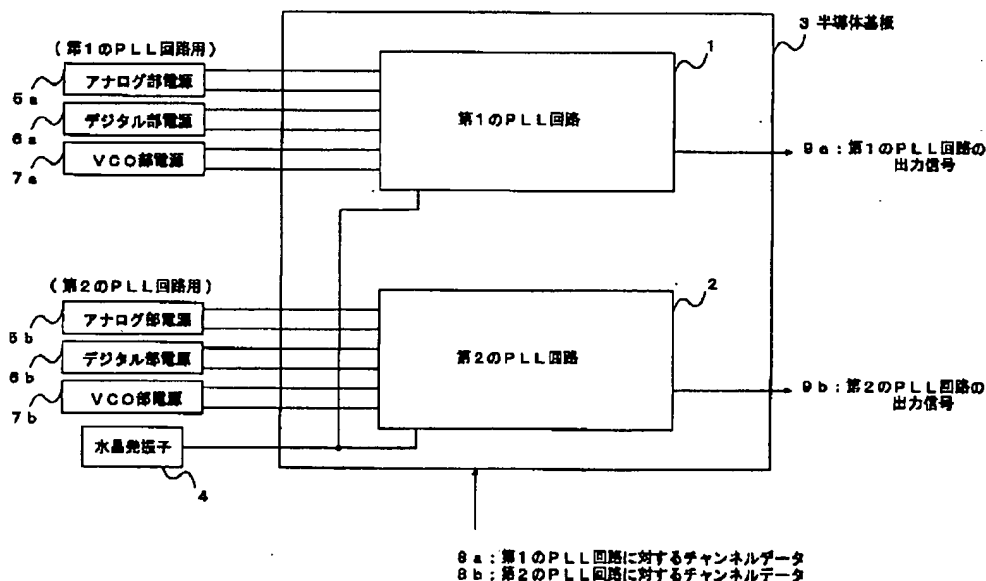 3 半導体基板
(第1のPLL回路用)
アナログ部電源
5a
デジタル部電源
6a
VCO部電源
7a
1
第1のPLL回路
9a:第1のPLL回路の
出力信号
(第2のPLL回路用)
アナログ部電源
5b
デジタル部電源
6b
VCO部電源
7b
2
第2のPLL回路
9b:第2のPLL回路の
出力信号
水晶発振子
4
8a:第1のPLL回路に対するチャンネルデータ
8b:第2のPLL回路に対するチャンネルデータ